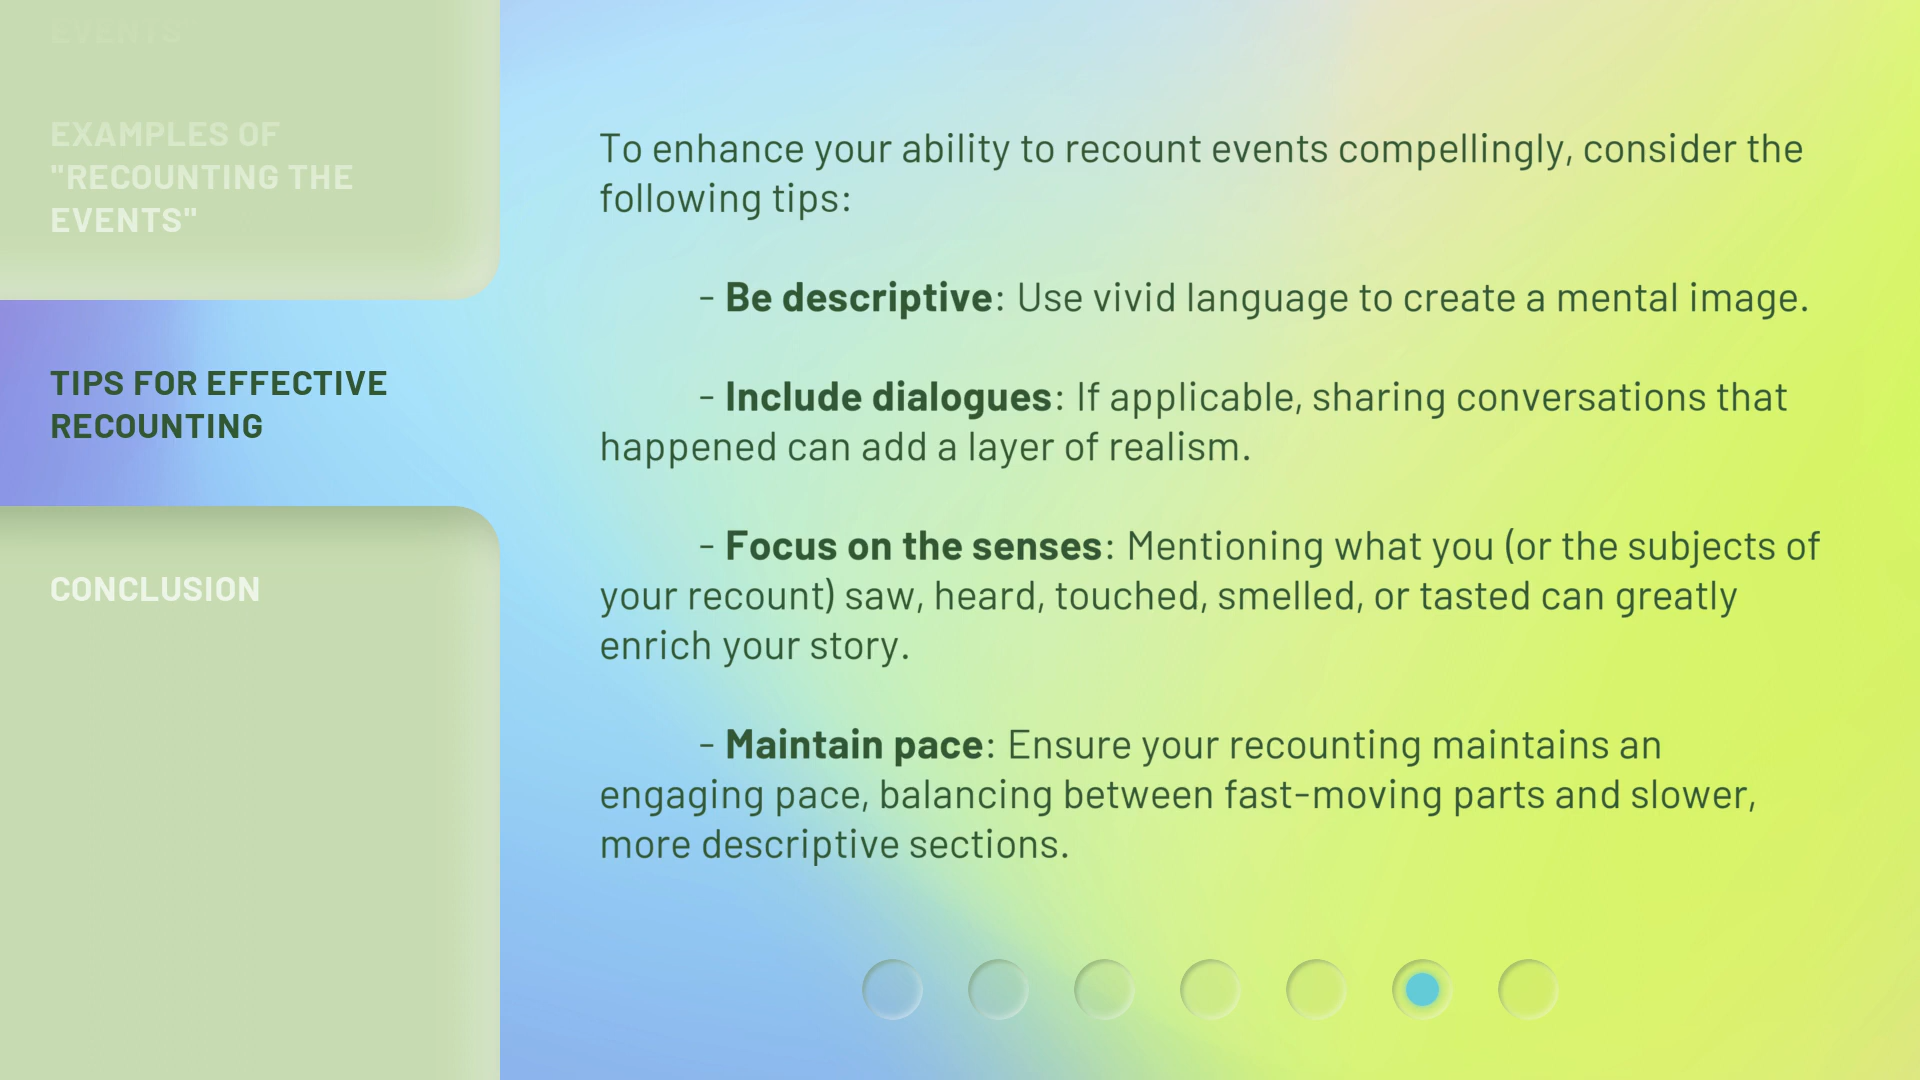 EVENTS"
EXAMPLES OF
"RECOUNTING THE
EVENTS"
TIPS FOR EFFECTIVE
RECOUNTING
CONCLUSION
To enhance your ability to recount events compellingly, consider the
following tips:
- Be descriptive: Use vivid language to create a mental image.
- Include dialogues: If applicable, sharing conversations that
happened can add a layer of realism.
- Focus on the senses: Mentioning what you (or the subjects of
your recount) saw, heard, touched, smelled, or tasted can greatly
enrich your story.
- Maintain pace: Ensure your recounting maintains an
engaging pace, balancing between fast-moving parts and slower,
more descriptive sections.